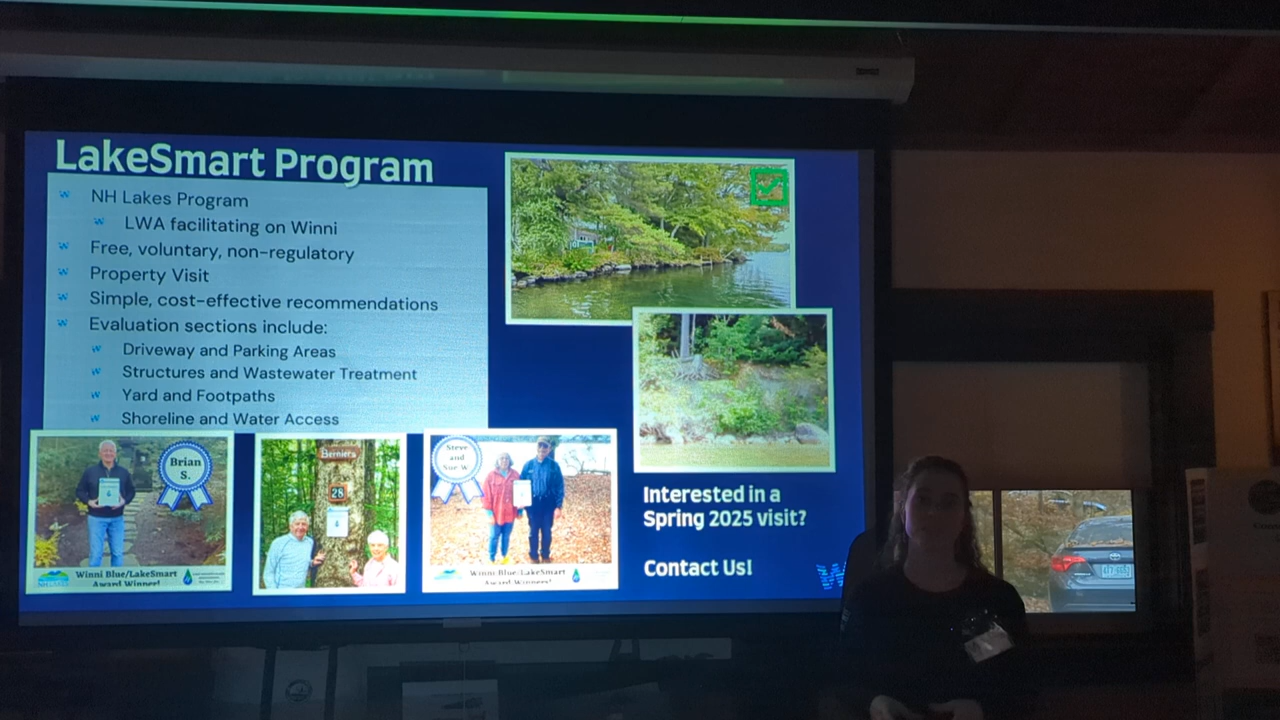 LakeSmart Program
NH Lakes Program
LWA facilitating on Winni
Free, voluntary, non-regulatory
Property Visit
Simple, cost-effective recommendations
Evaluation sections include:
Driveway and Parking Areas
Structures and Wastewater Treatment
Yard and Footpaths
Shoreline and Water Access
Brian
S.
Winni Blue/LakeSmart
Award Winner!
Berniers
28
Steve
and
Sue W.
Winni Blue/LakeSmart
Award Winners!
Interested in a
Spring 2025 visit?
Contact Us!